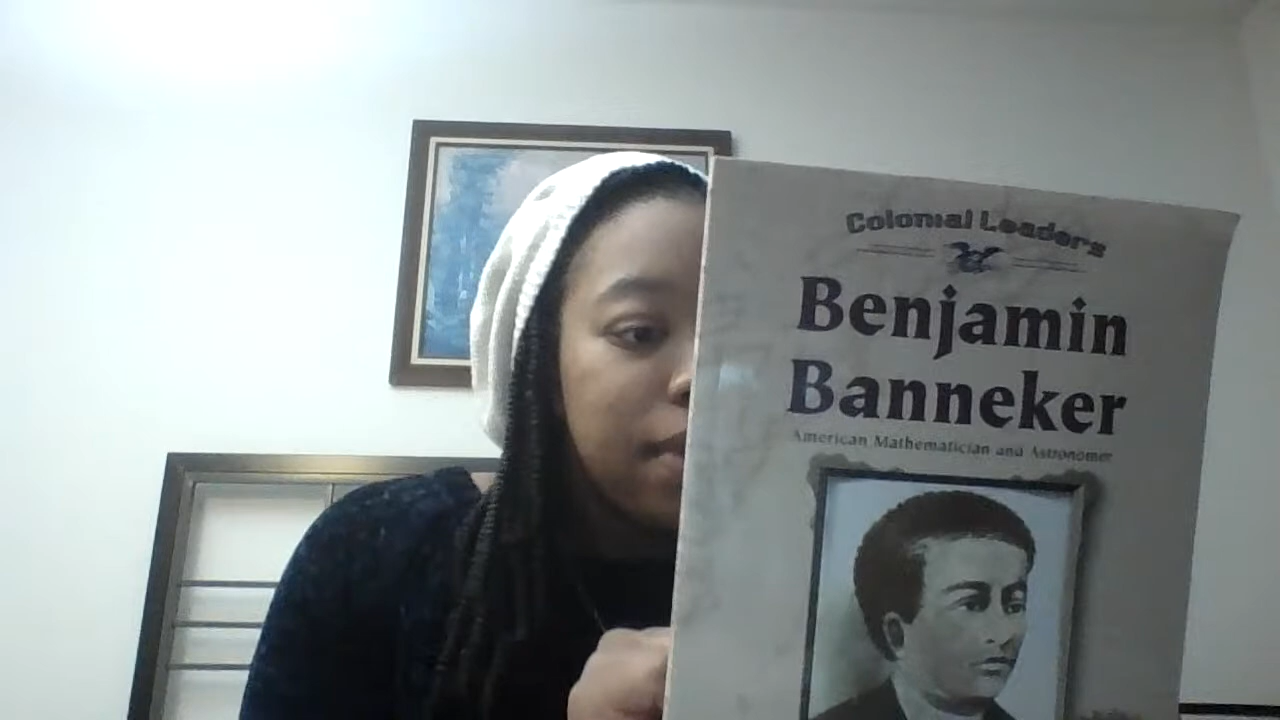 Colonial Leaders
Benjamin
Banneker
American Mathematician and Astronomer